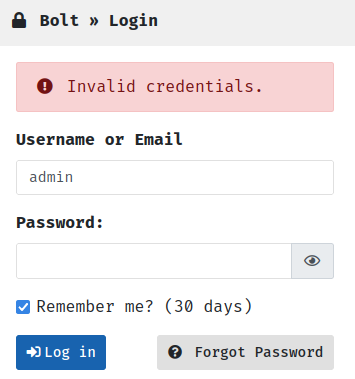 Bolt » Login
Invalid credentials.
Username or Email
admin
Password:
Remember me? (30 days)
Log in
Forgot Password